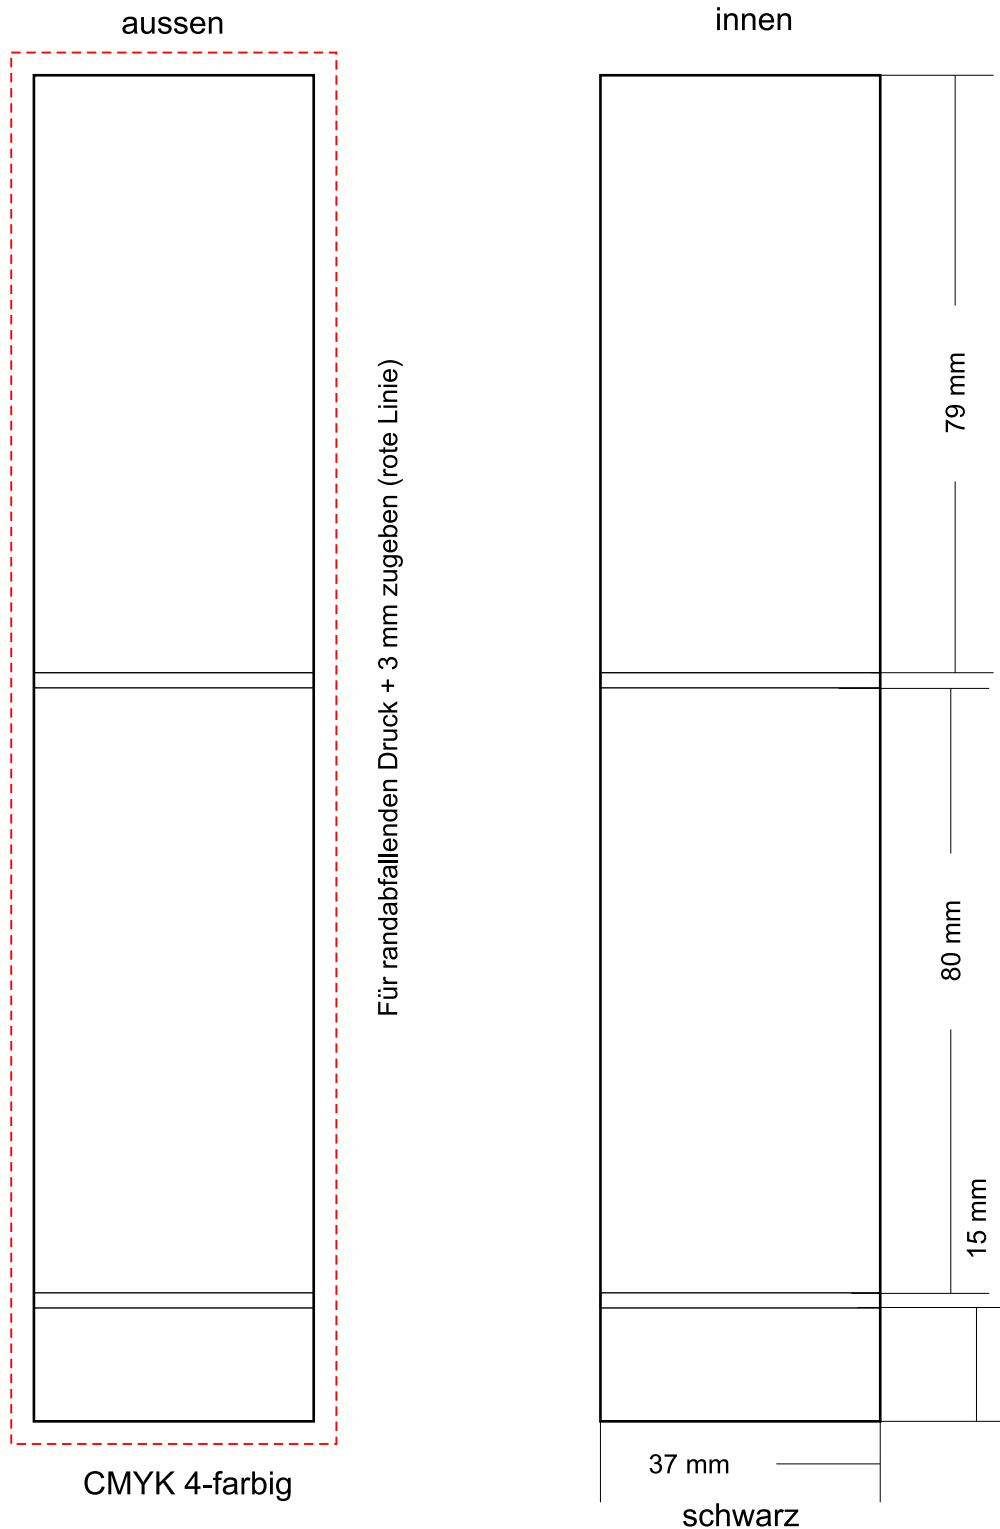 aussen
innen
Für randabfallenden Druck + 3 mm zugeben (rote Linie)
79 mm
80 mm
15 mm
37 mm
CMYK 4-farbig
schwarz